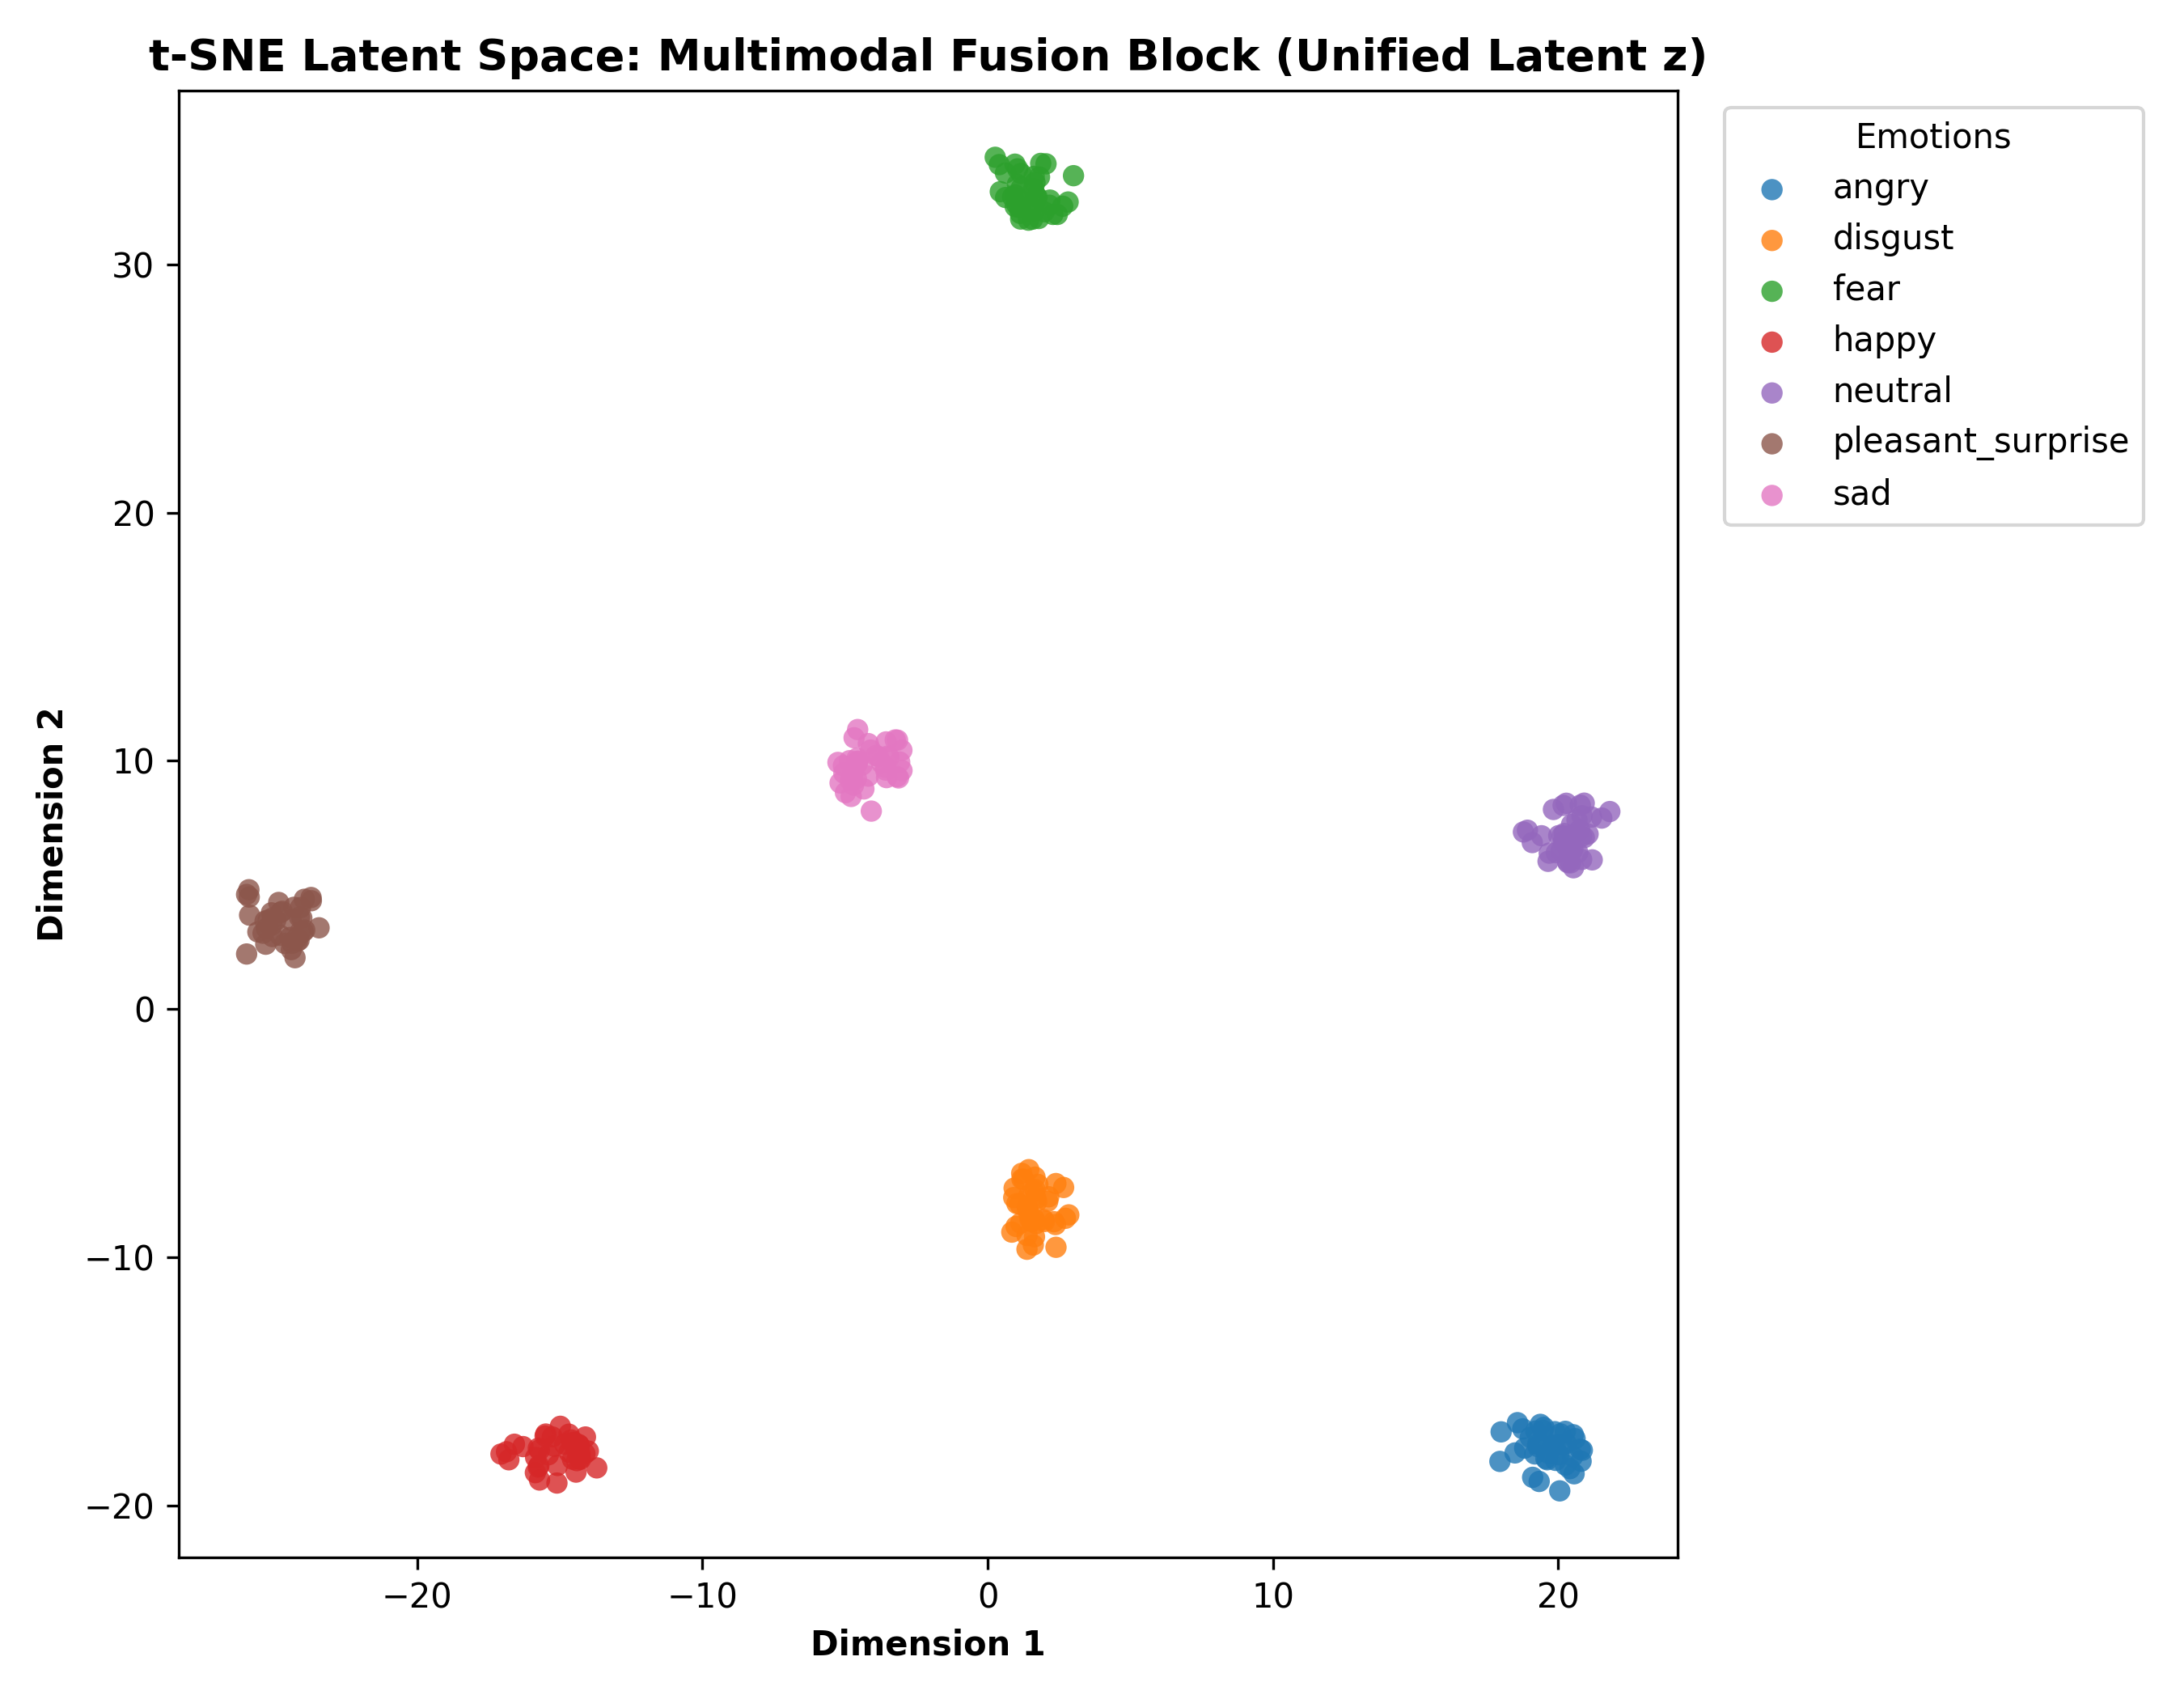 t-SNE Latent Space: Multimodal Fusion Block (Unified Latent z)
Emotions
angry
disgust
fear
happy
neutral
pleasant_surprise
sad
Dimension 2
30
20
10
0
−10
−20
−20
−10
0
10
20
Dimension 1